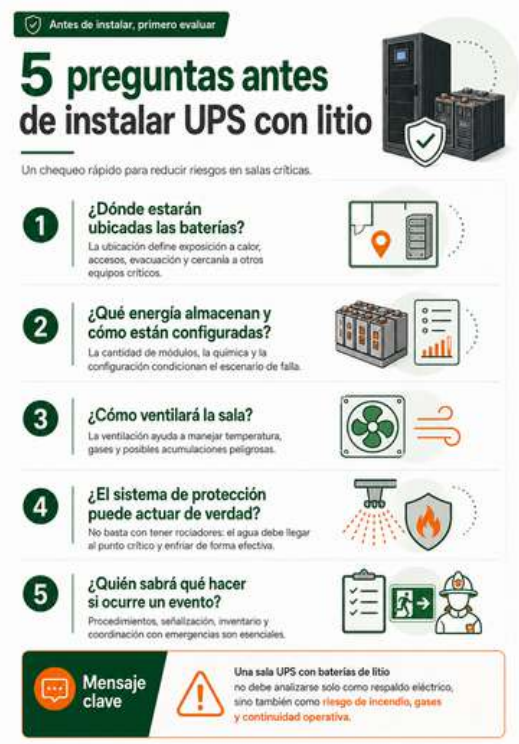 Antes de instalar, primero evaluar
5 preguntas antes
de instalar UPS con litio
Un chequeo rápido para reducir riesgos en salas críticas.
1
¿Dónde estarán
ubicadas las baterías?
La ubicación define exposición a calor,
accesos, evacuación y cercanía a otros
equipos críticos.
2
¿Qué energía almacenan y
cómo están configuradas?
La cantidad de módulos, la química y la
configuración condicionan el escenario de falla.
3
¿Cómo ventilará la sala?
La ventilación ayuda a manejar temperatura,
gases y posibles acumulaciones peligrosas.
4
¿El sistema de protección
puede actuar de verdad?
No basta con tener rociadores: el agua debe llegar
al punto crítico y enfriar de forma efectiva.
5
¿Quién sabrá qué hacer
si ocurre un evento?
Procedimientos, señalización, inventario y
coordinación con emergencias son esenciales.
Mensaje
clave
Una sala UPS con baterías de litio
no debe analizarse solo como respaldo eléctrico,
sino también como riesgo de incendio, gases
y continuidad operativa.